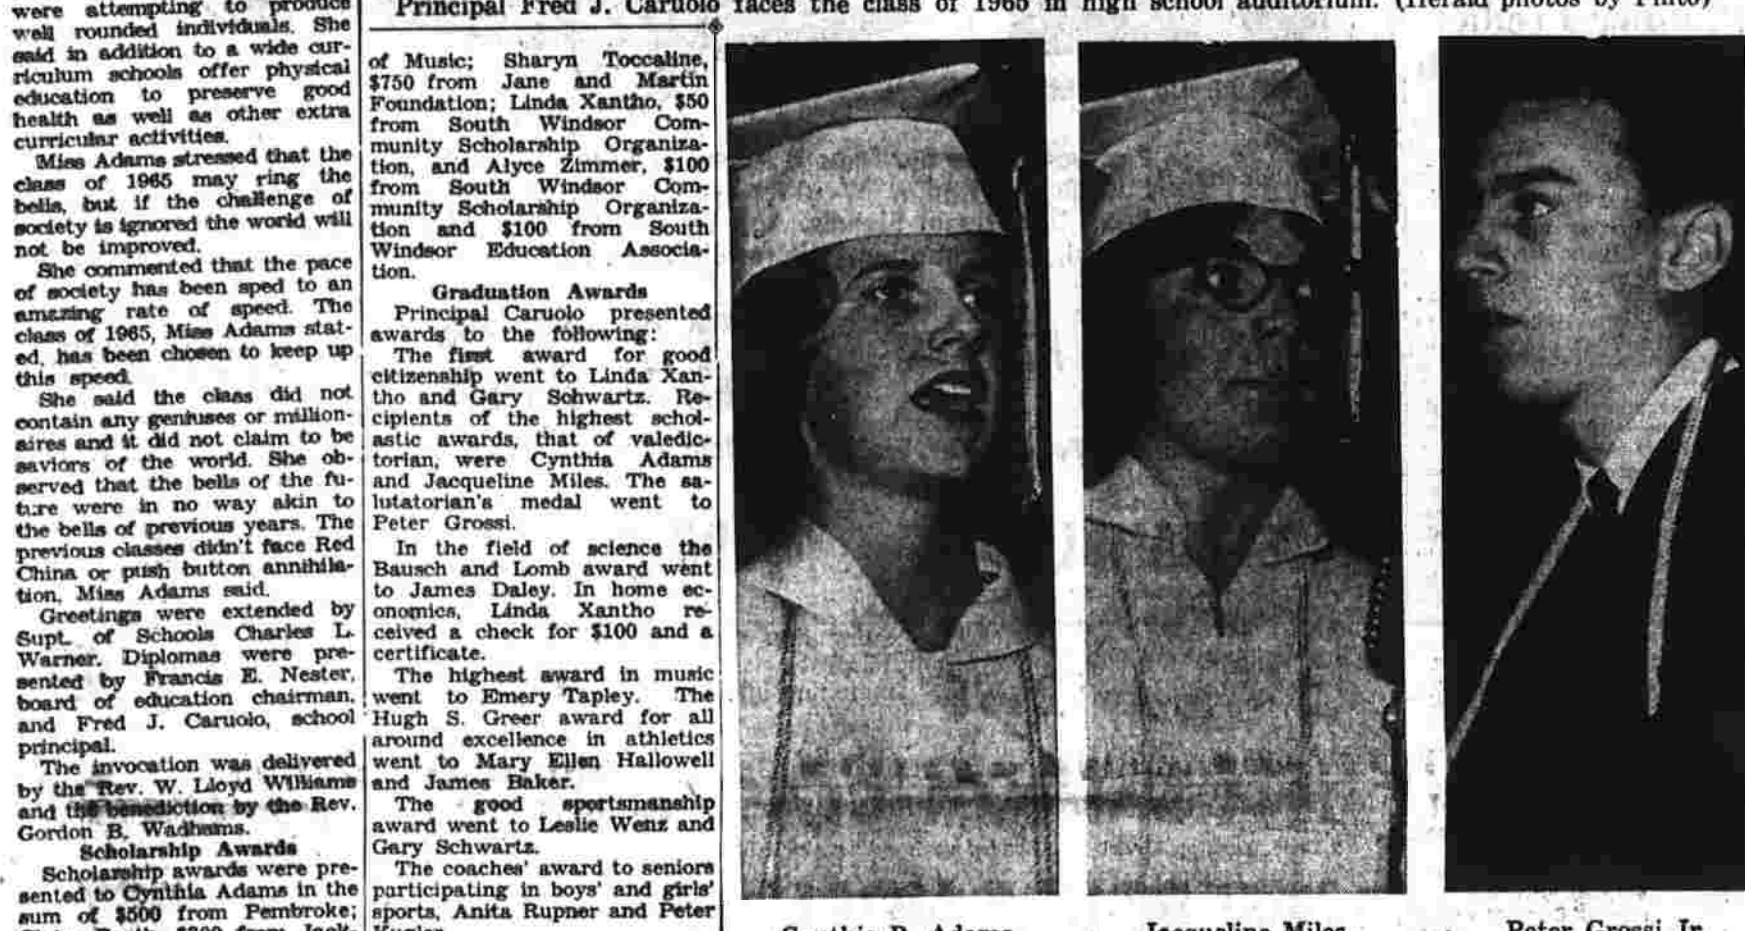 Principal Fred J. Caruolo faces the class of 1965 in high school auditorium. (Herald photos by Pinto)
were attempting to produce
well rounded individuals. She
said in addition to a wide cur-
riculum schools offer physical
education to preserve good
health as well as other extra
curricular activities.
Miss Adams stressed that the
class of 1965 may ring the
bells, but if the challenge of
society is ignored the world will
not be improved.
She commented that the pace
of society has been sped to an
amazing rate of speed. The
class of 1965, Miss Adams stat-
ed, has been chosen to keep up
this speed.
She said the class did not
contain any geniuses or million-
aires and it did not claim to be
saviors of the world. She ob-
served that the bells of the fu-
ture were in no way akin to
the bells of previous years. The
previous classes didn't face Red
China or push button annihila-
tion, Miss Adams said.
Greetings were extended by
Supt. of Schools Charles L.
Warner. Diplomas were pre-
sented by Francis E. Nester,
board of education chairman,
and Fred J. Caruolo, school
principal.
The invocation was delivered
by the Rev. W. Lloyd Williams
and the benediction by the Rev.
Gordon B. Wadhams.
Scholarship Awards
Scholarship awards were pre-
sented to Cynthia Adams in the
sum of $500 from Pembroke;
of Music; Sharyn Toccaline,
$750 from Jane and Martin
Foundation; Linda Xantho, $50
from South Windsor Com-
munity Scholarship Organiza-
tion, and Alyce Zimmer, $100
from South Windsor Com-
munity Scholarship Organiza-
tion and $100 from South
Windsor Education Associa-
tion.
Graduation Awards
Principal Caruolo presented
awards to the following:
The first award for good
citizenship went to Linda Xan-
tho and Gary Schwartz. Re-
cipients of the highest schol-
astic awards, that of valedic-
torian, were Cynthia Adams
and Jacqueline Miles. The sa-
lutatorian's medal went to
Peter Grossi.
In the field of science the
Bausch and Lomb award went
to James Daley. In home ec-
onomics, Linda Xantho re-
ceived a check for $100 and a
certificate.
The highest award in music
went to Emery Tapley. The
Hugh S. Greer award for all
around excellence in athletics
went to Mary Ellen Hallowell
and James Baker.
The good sportsmanship
award went to Leslie Wenz and
Gary Schwartz.
The coaches' award to seniors
participating in boys' and girls'
sports, Anita Rupner and Peter
Jacqueline Miles
Peter Grossi Jr.